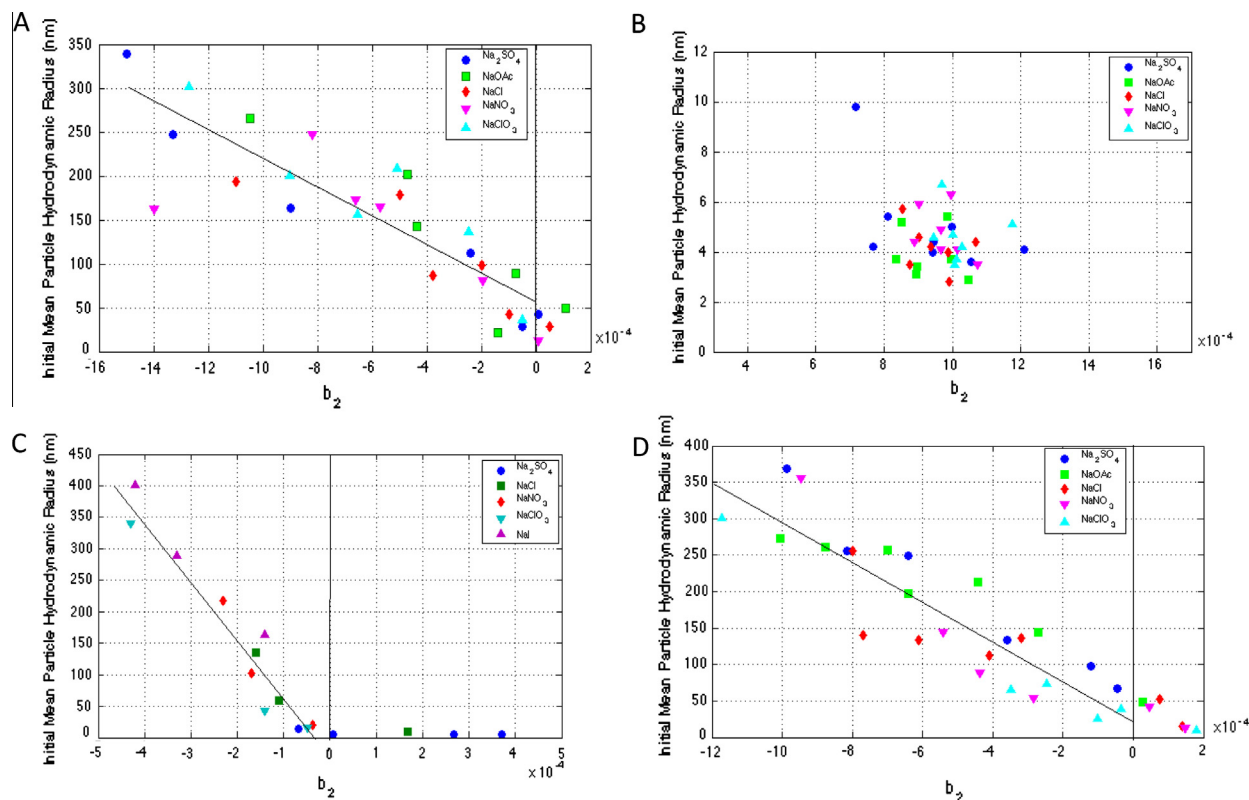 A
Initial Mean Particle Hydrodynamic Radius (nm)
350
300
250
200
150
100
50
0
-16 -14 -12 -10 -8 -6 -4 -2 0 2
×10⁻⁴
b₂
Na₂SO₄
NaOAc
NaCl
NaNO₃
NaClO₃
B
Initial Mean Particle Hydrodynamic Radius (nm)
12
10
8
6
4
2
0
4 6 8 10 12 14 16
×10⁻⁴
b₂
Na₂SO₄
NaOAc
NaCl
NaNO₃
NaClO₃
C
Initial Mean Particle Hydrodynamic Radius (nm)
450
400
350
300
250
200
150
100
50
0
-5 -4 -3 -2 -1 0 1 2 3 4 5
×10⁻⁴
b₂
Na₂SO₄
NaCl
NaNO₃
NaClO₃
NaI
D
Initial Mean Particle Hydrodynamic Radius (nm)
400
350
300
250
200
150
100
50
0
-12 -10 -8 -6 -4 -2 0 2
×10⁻⁴
b₂
Na₂SO₄
NaOAc
NaCl
NaNO₃
NaClO₃